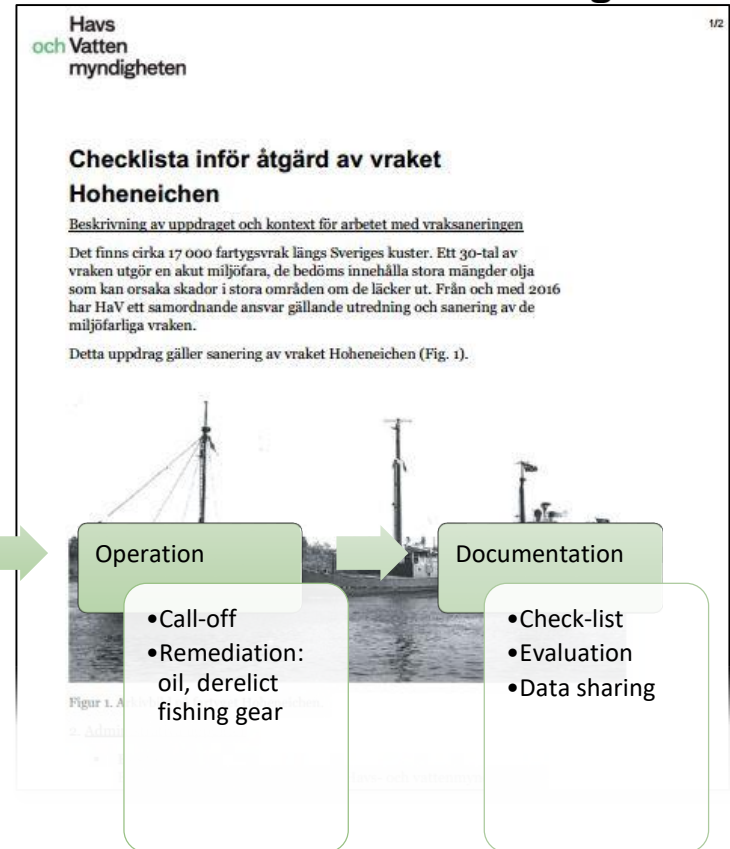 Havs
och Vatten
myndigheten
1/2
Checklista inför åtgärd av vraket
Hoheneichen
Beskrivning av uppdraget och kontext för arbetet med vraksaneringen
Det finns cirka 17 000 fartygsvrak längs Sveriges kuster. Ett 30-tal av
vraken utgör en akut miljöfara, de bedöms innehålla stora mängder olja
som kan orsaka skador i stora områden om de läcker ut. Från och med 2016
har HaV ett samordnande ansvar gällande utredning och sanering av de
miljöfarliga vraken.
Detta uppdrag gäller sanering av vraket Hoheneichen (Fig. 1).
Operation
•Call-off
•Remediation:
oil, derelict
fishing gear
Documentation
•Check-list
•Evaluation
•Data sharing
Figur 1.